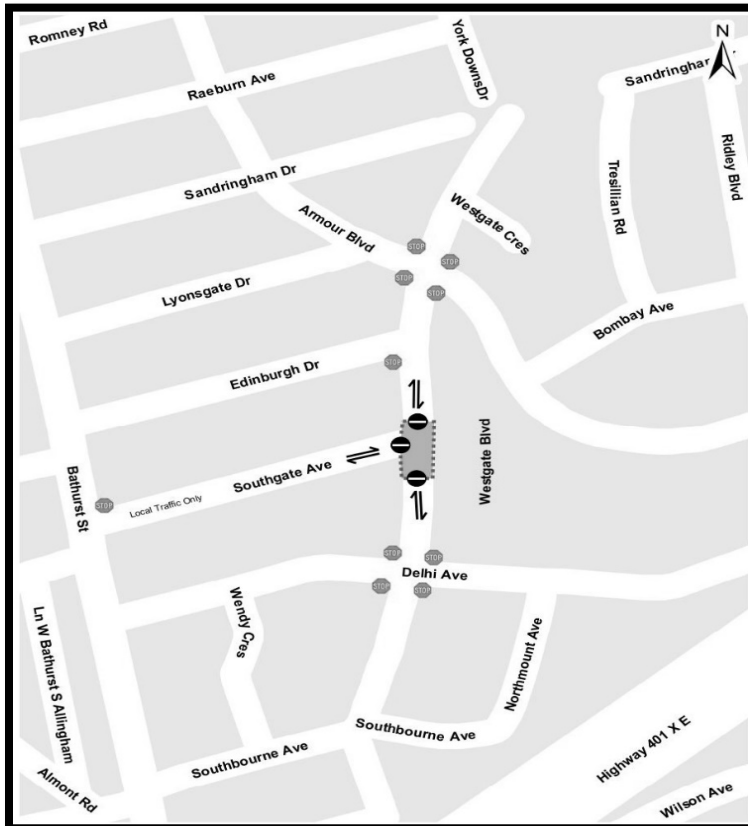 Romney Rd
York DownsDr
N
Raeburn Ave
Sandringham
Sandringham Dr
Tresillian Rd
Ridley Blvd
Armour Blvd
Westgate Cres
STOP
STOP
STOP
STOP
Lyonsgate Dr
Bombay Ave
Edinburgh Dr
STOP
Westgate Blvd
Bathurst St
Southgate Ave
STOP
Local Traffic Only
STOP
STOP
Delhi Ave
STOP
STOP
Ln W Bathurst S Allingham
Wendy Cres
Northmount Ave
Southbourne Ave
Southbourne Ave
Highway 401 X E
Almont Rd
Wilson Ave